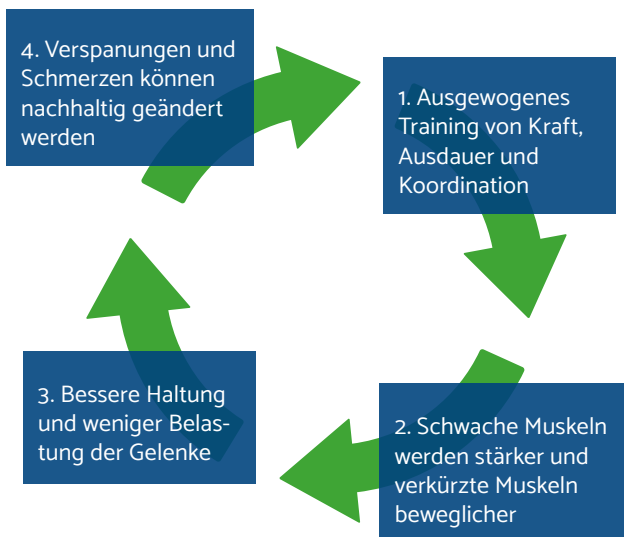 1. Ausgewogenes
Training von Kraft,
Ausdauer und
Koordination
2. Schwache Muskeln
werden stärker und
verkürzte Muskeln
beweglicher
3. Bessere Haltung
und weniger Belas-
tung der Gelenke
4. Verspanungen und
Schmerzen können
nachhaltig geändert
werden